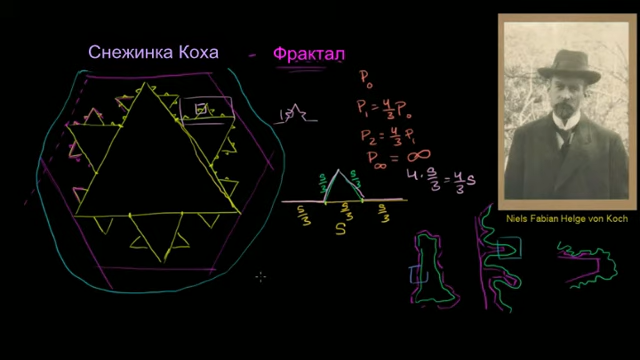 Снежинка Коха - Фрактал
P₀
P₁ = 4/3 P₀
P₂ = 4/3 P₁
P∞ = ∞
4 · s/3 = 4/3 s
s/3 s/3
s/3 s/3 s/3
S
Niels Fabian Helge von Koch